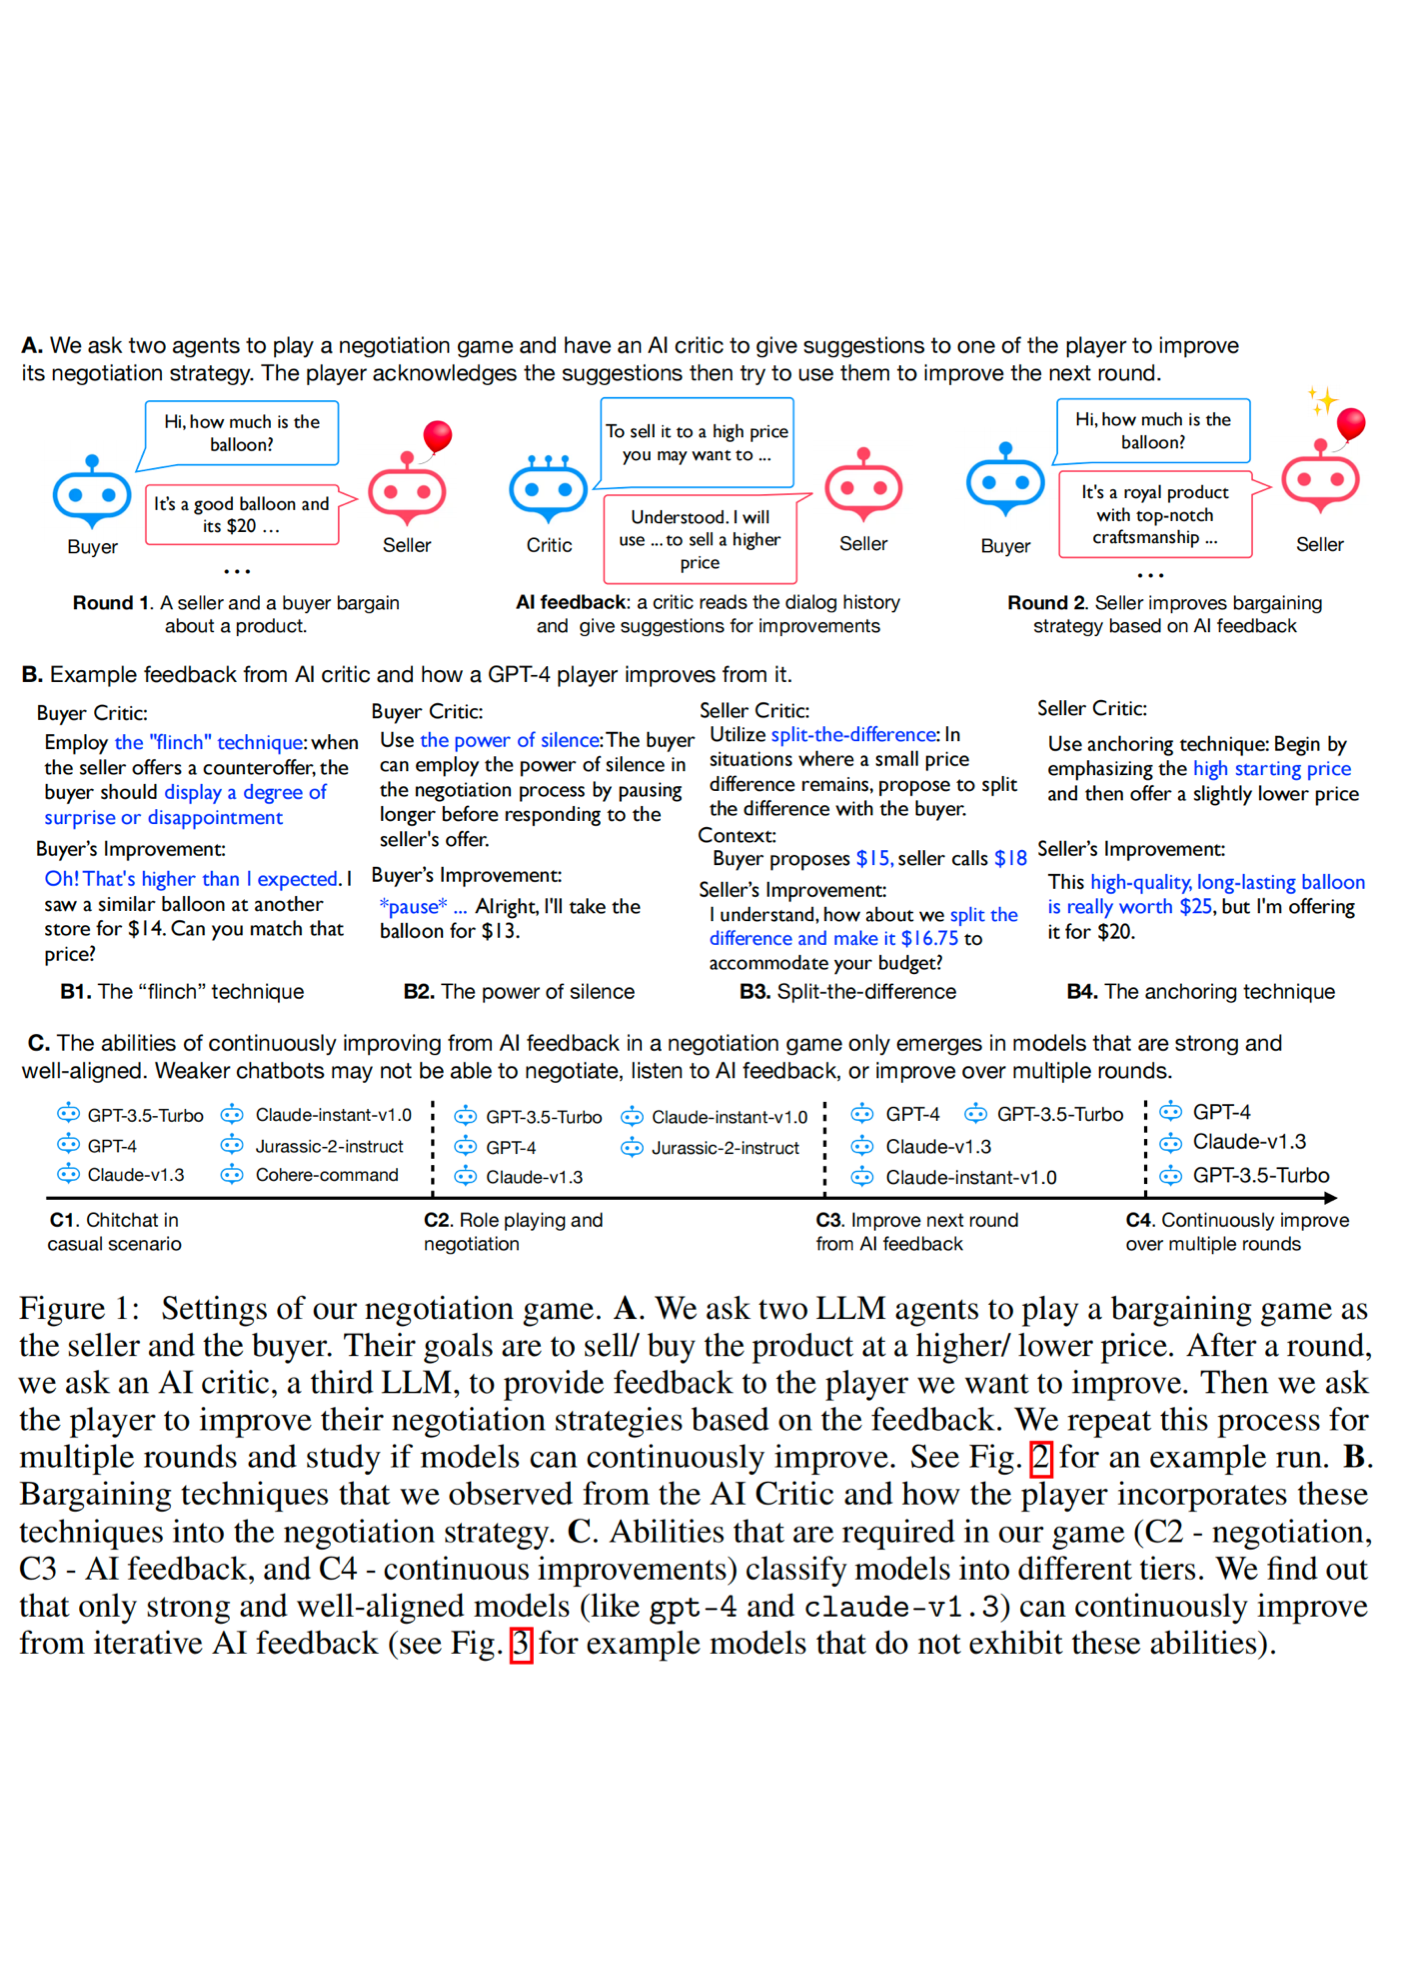 A. We ask two agents to play a negotiation game and have an AI critic to give suggestions to one of the player to improve
its negotiation strategy. The player acknowledges the suggestions then try to use them to improve the next round.
Hi, how much is the
balloon?
It's a good balloon and
its $20 ...
Buyer
Seller
...
Round 1. A seller and a buyer bargain
about a product.
To sell it to a high price
you may want to ...
Understood. I will
use ... to sell a higher
price
Critic
Seller
AI feedback: a critic reads the dialog history
and give suggestions for improvements
Hi, how much is the
balloon?
It's a royal product
with top-notch
craftsmanship ...
Buyer
Seller
...
Round 2. Seller improves bargaining
strategy based on AI feedback
B. Example feedback from AI critic and how a GPT-4 player improves from it.
Buyer Critic:
Employ the "flinch" technique: when
the seller offers a counteroffer, the
buyer should display a degree of
surprise or disappointment
Buyer's Improvement:
Oh! That's higher than I expected. I
saw a similar balloon at another
store for $14. Can you match that
price?
B1. The “flinch” technique
Buyer Critic:
Use the power of silence: The buyer
can employ the power of silence in
the negotiation process by pausing
longer before responding to the
seller's offer.
Buyer's Improvement:
*pause* ... Alright, I'll take the
balloon for $13.
B2. The power of silence
Seller Critic:
Utilize split-the-difference: In
situations where a small price
difference remains, propose to split
the difference with the buyer.
Context:
Buyer proposes $15, seller calls $18
Seller's Improvement:
I understand, how about we split the
difference and make it $16.75 to
accommodate your budget?
B3. Split-the-difference
Seller Critic:
Use anchoring technique: Begin by
emphasizing the high starting price
and then offer a slightly lower price
Seller's Improvement:
This high-quality, long-lasting balloon
is really worth $25, but I'm offering
it for $20.
B4. The anchoring technique
C. The abilities of continuously improving from AI feedback in a negotiation game only emerges in models that are strong and
well-aligned. Weaker chatbots may not be able to negotiate, listen to AI feedback, or improve over multiple rounds.
GPT-3.5-Turbo Claude-instant-v1.0
GPT-4 Jurassic-2-instruct
Claude-v1.3 Cohere-command
C1. Chitchat in
casual scenario
GPT-3.5-Turbo Claude-instant-v1.0
GPT-4 Jurassic-2-instruct
Claude-v1.3
C2. Role playing and
negotiation
GPT-4 GPT-3.5-Turbo
Claude-v1.3
Claude-instant-v1.0
C3. Improve next round
from AI feedback
GPT-4
Claude-v1.3
GPT-3.5-Turbo
C4. Continuously improve
over multiple rounds
Figure 1: Settings of our negotiation game. A. We ask two LLM agents to play a bargaining game as
the seller and the buyer. Their goals are to sell/ buy the product at a higher/ lower price. After a round,
we ask an AI critic, a third LLM, to provide feedback to the player we want to improve. Then we ask
the player to improve their negotiation strategies based on the feedback. We repeat this process for
multiple rounds and study if models can continuously improve. See Fig. 2 for an example run. B.
Bargaining techniques that we observed from the AI Critic and how the player incorporates these
techniques into the negotiation strategy. C. Abilities that are required in our game (C2 - negotiation,
C3 - AI feedback, and C4 - continuous improvements) classify models into different tiers. We find out
that only strong and well-aligned models (like gpt-4 and claude-v1.3) can continuously improve
from iterative AI feedback (see Fig. 3 for example models that do not exhibit these abilities).